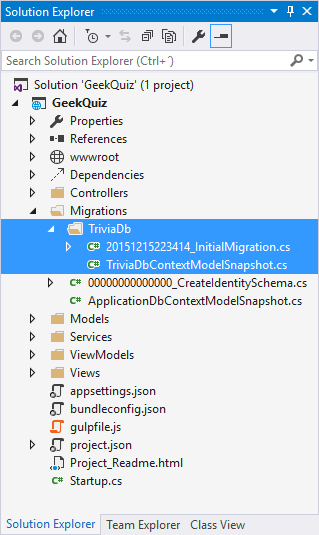 Solution Explorer
Search Solution Explorer (Ctrl+´)
Solution 'GeekQuiz' (1 project)
GeekQuiz
Properties
References
wwwroot
Dependencies
Controllers
Migrations
TriviaDb
20151215223414_InitialMigration.cs
TriviaDbContextModelSnapshot.cs
00000000000000_CreateIdentitySchema.cs
ApplicationDbContextModelSnapshot.cs
Models
Services
ViewModels
Views
appsettings.json
bundleconfig.json
gulpfile.js
project.json
Project_Readme.html
Startup.cs
Solution Explorer Team Explorer Class View